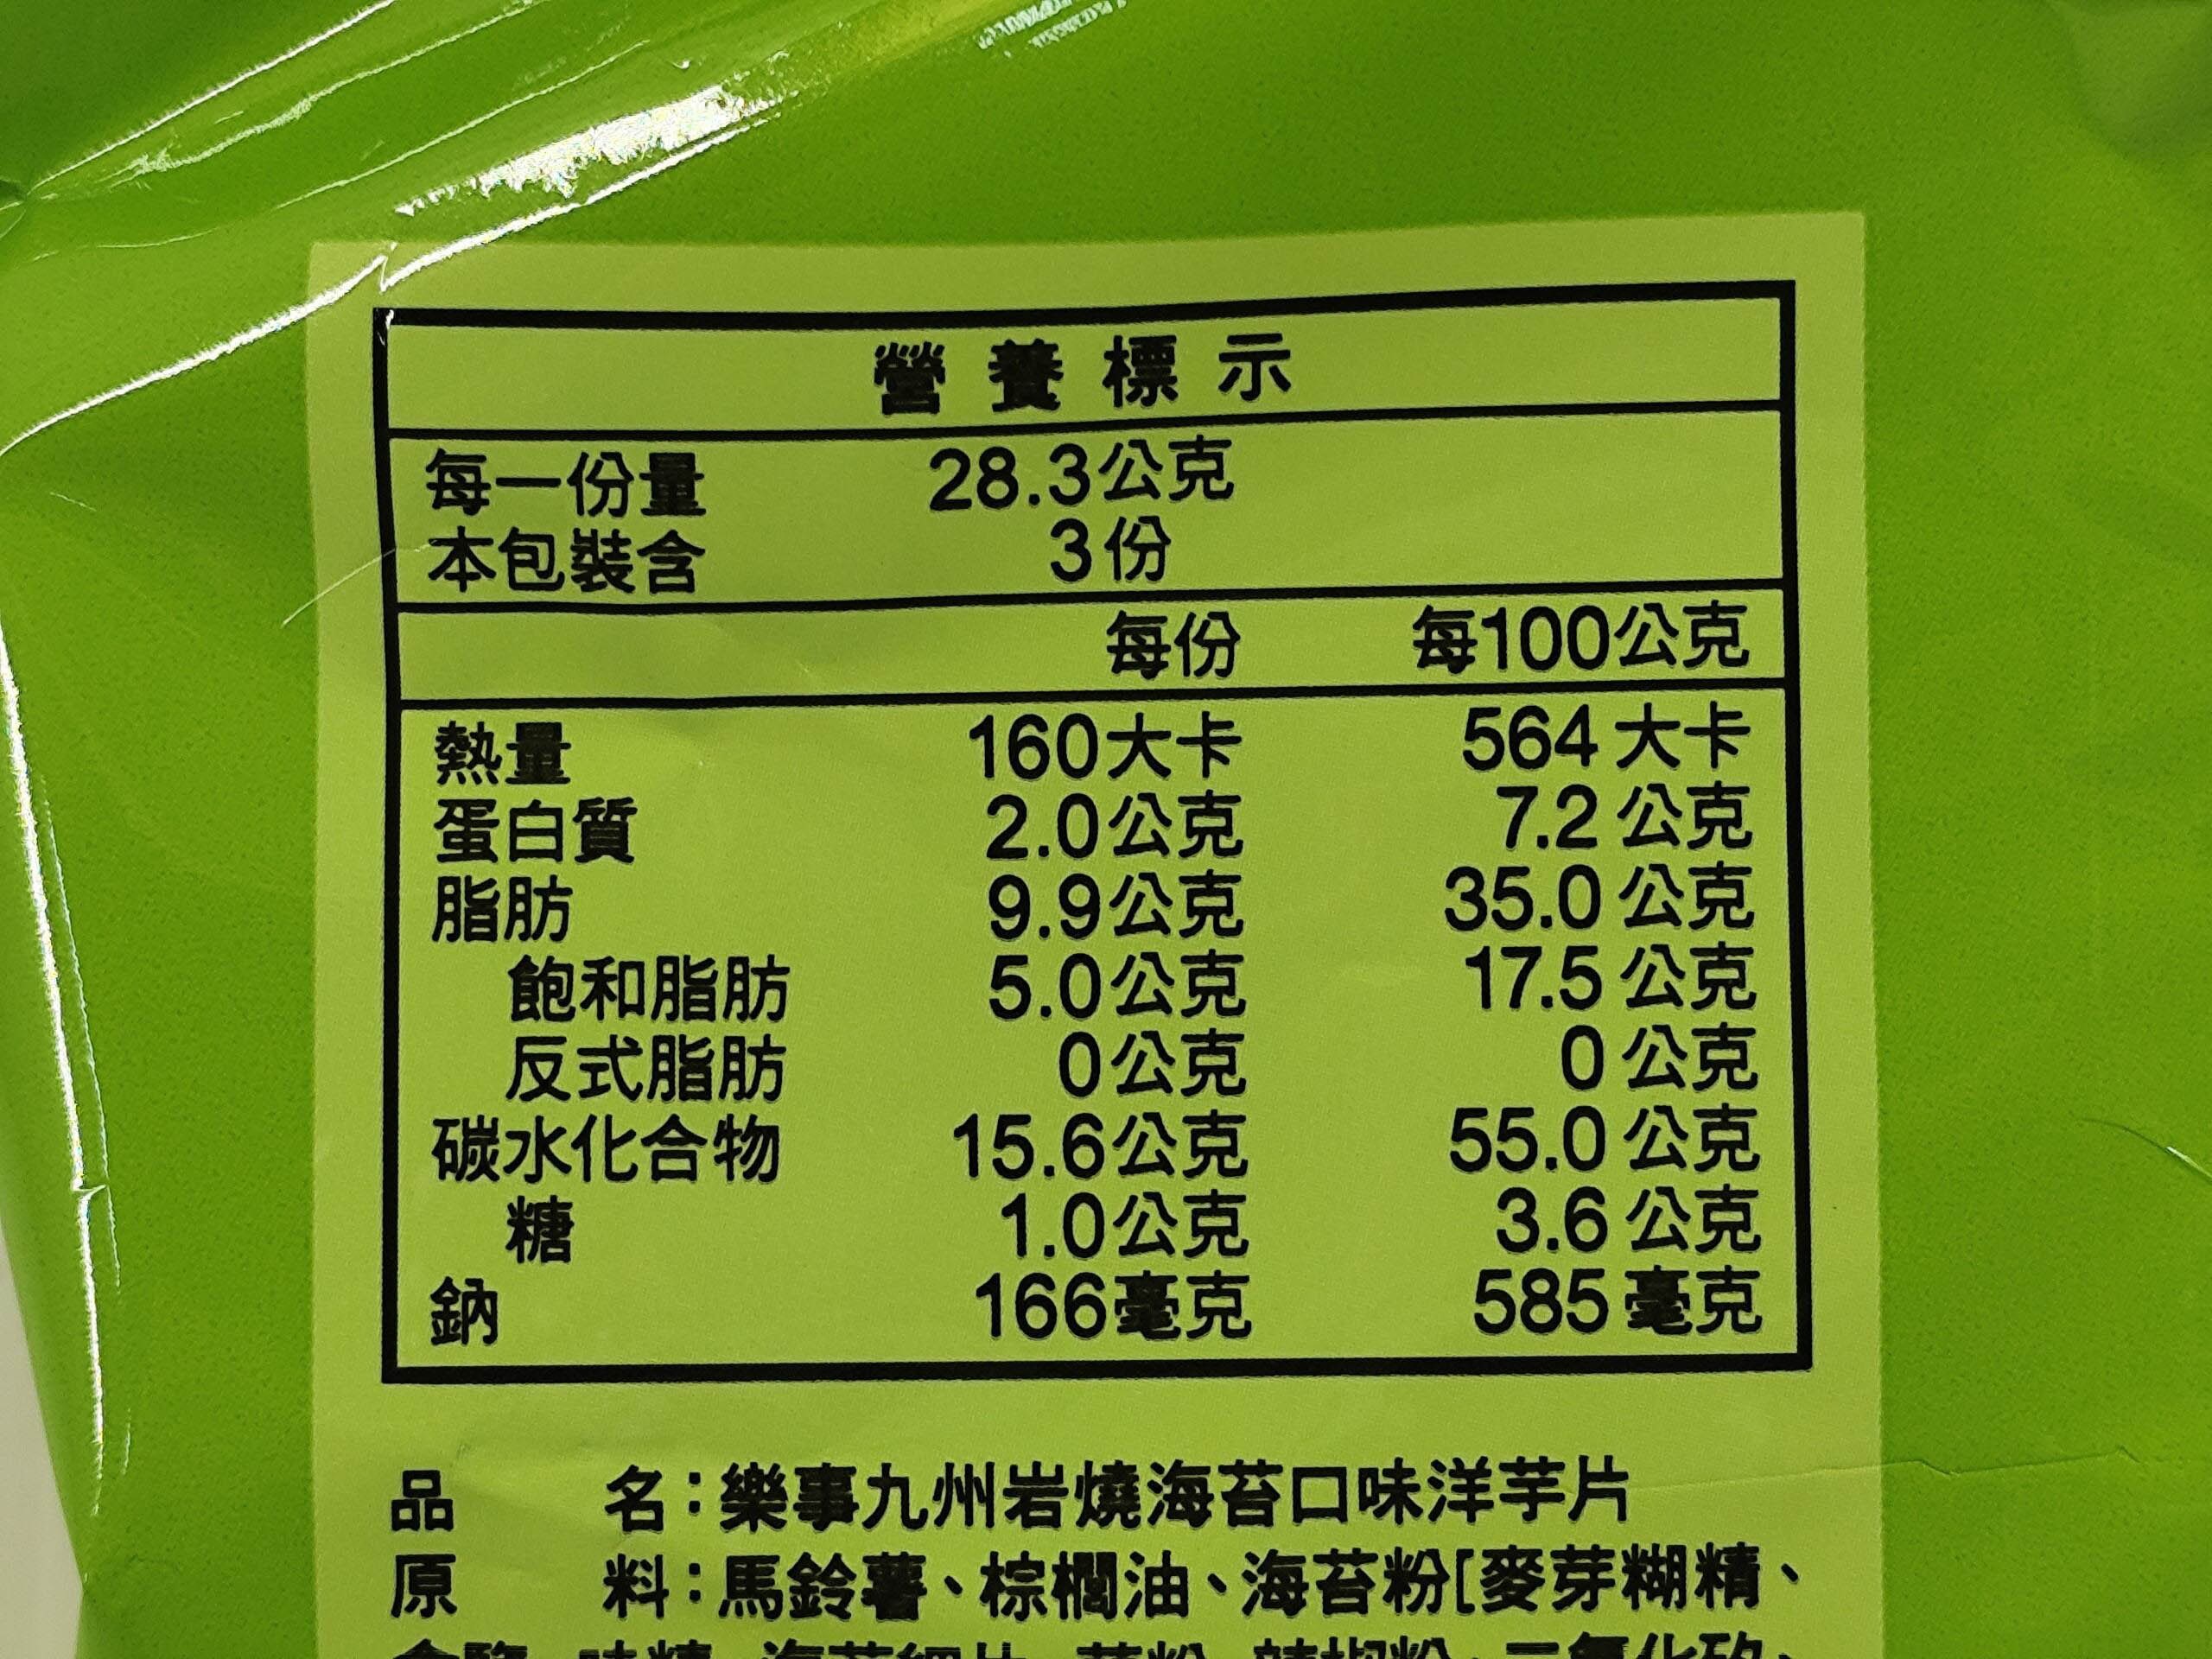 營養標示
每一份量 28.3公克
本包裝含 3份
每份 每100公克
熱量 160大卡 564大卡
蛋白質 2.0公克 7.2公克
脂肪 9.9公克 35.0公克
飽和脂肪 5.0公克 17.5公克
反式脂肪 0公克 0公克
碳水化合物 15.6公克 55.0公克
糖 1.0公克 3.6公克
鈉 166毫克 585毫克
品名:樂事九州岩燒海苔口味洋芋片
原料:馬鈴薯、棕櫚油、海苔粉[麥芽糊精、